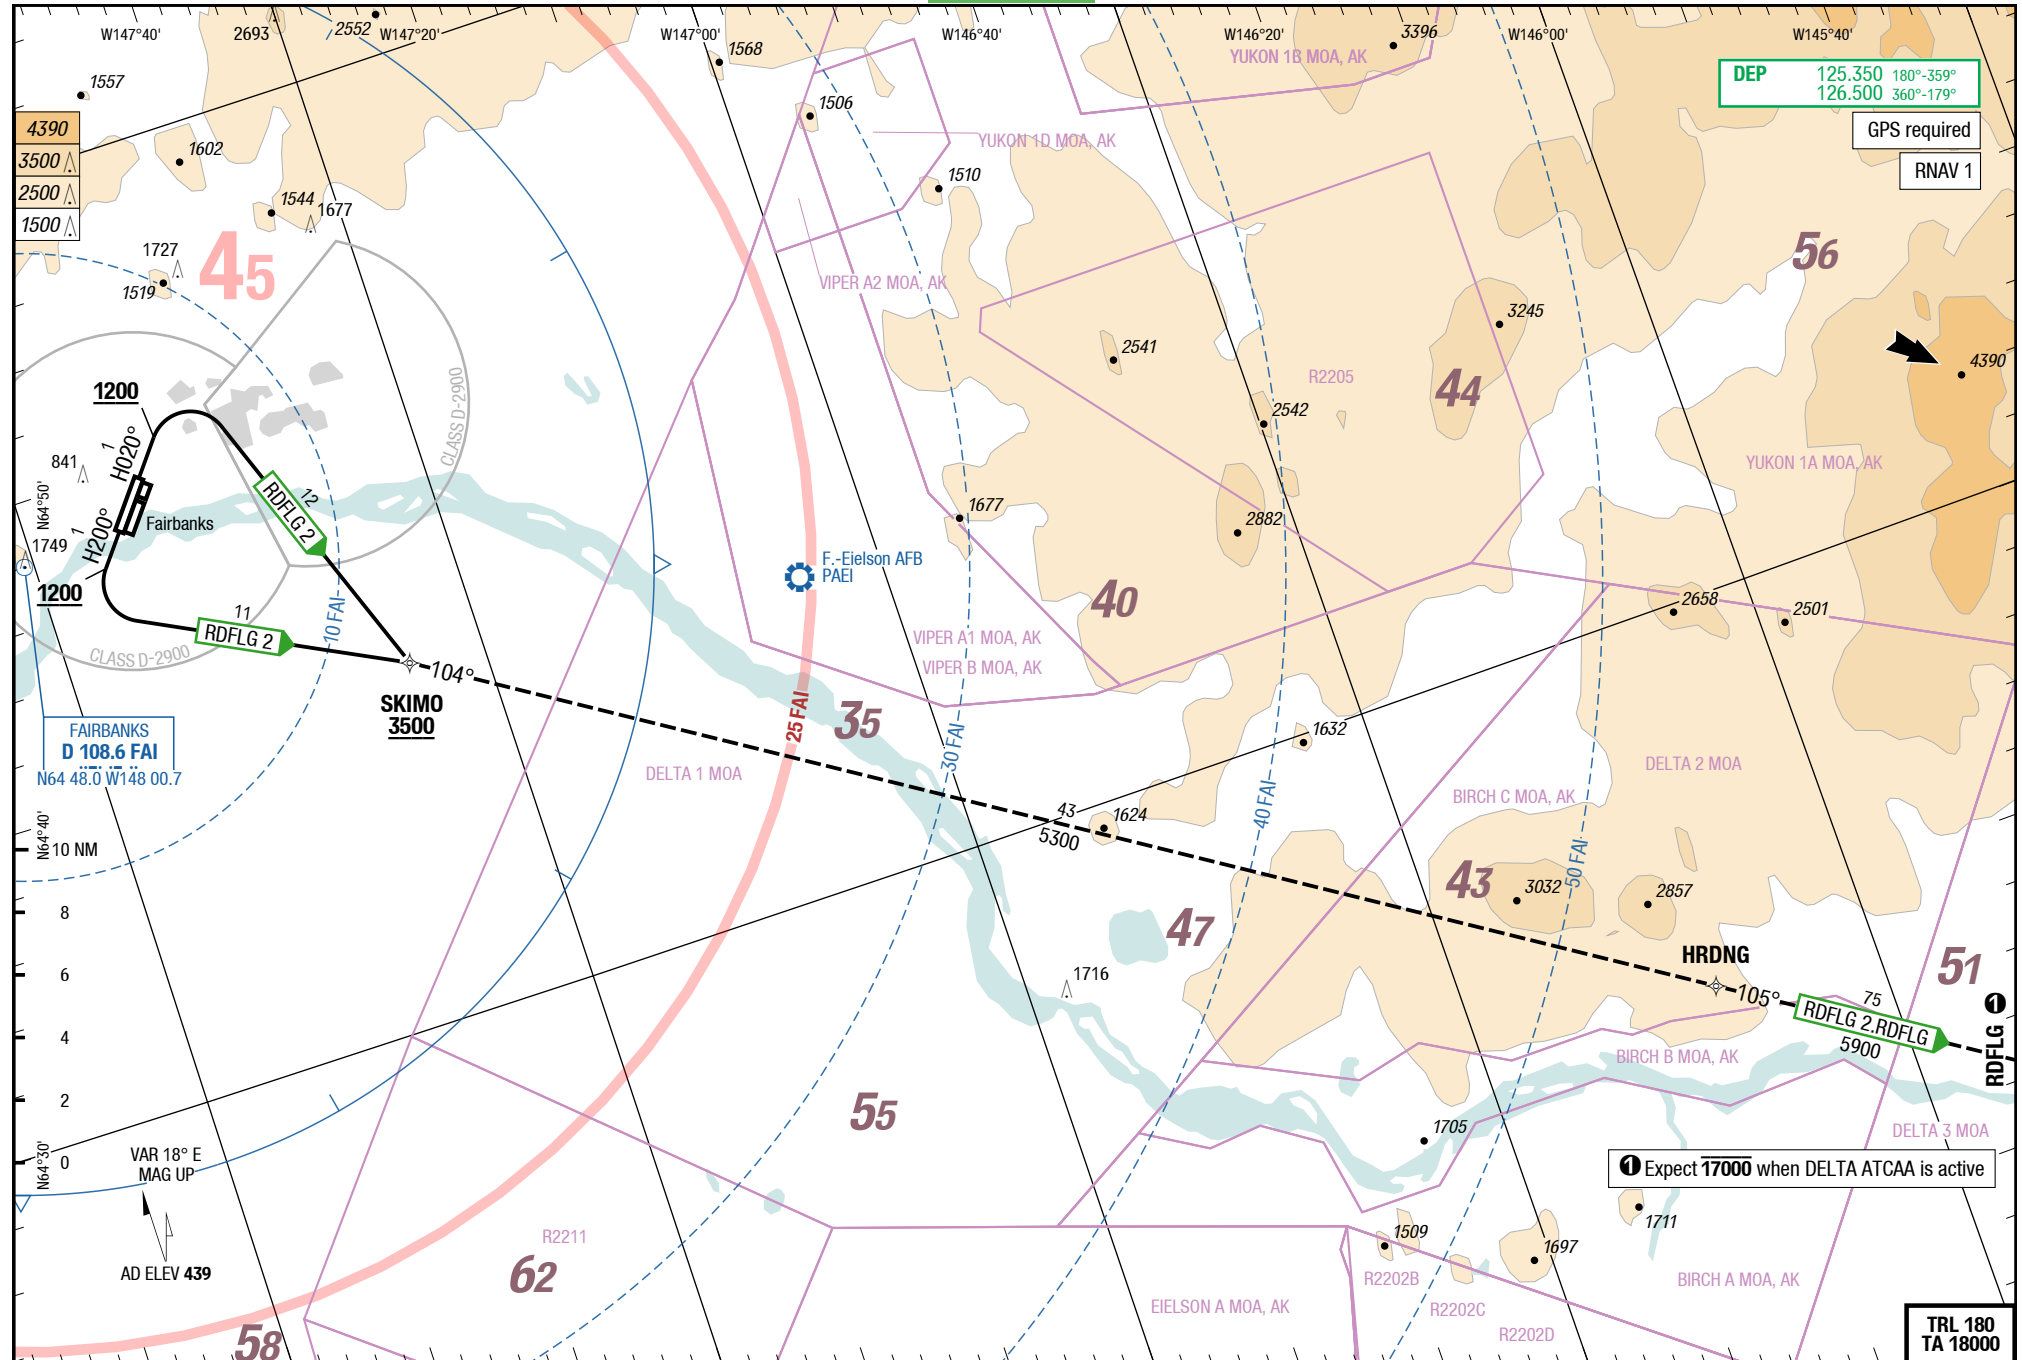 W147°40'
2693
2552
W147°20'
W147°00'
W146°40'
W146°20'
W146°00'
W145°40'
1557
1568
3396
YUKON 1B MOA, AK
DEP 125.350 180°-359°
126.500 360°-179°
GPS required
RNAV 1
4390
3500
2500
1500
1602
1506
YUKON 1D MOA, AK
1510
1544
1677
1727
1519
45
VIPER A2 MOA, AK
56
3245
2541
R2205
44
4390
2542
1200
CLASS D-2900
1
H020°
841
N64°50'
YUKON 1A MOA, AK
12
RDFLG 2
1677
2882
Fairbanks
1
H200°
1749
F.-Eielson AFB
PAEI
1200
40
2658
2501
11
RDFLG 2
10 FAI
CLASS D-2900
VIPER A1 MOA, AK
VIPER B MOA, AK
104°
SKIMO
3500
25 FAI
35
30 FAI
1632
FAIRBANKS
D 108.6 FAI
N64 48.0 W148 00.7
DELTA 1 MOA
DELTA 2 MOA
BIRCH C MOA, AK
40 FAI
43
5300
1624
N64°40'
10 NM
50 FAI
43
3032
2857
8
47
HRDNG
51
6
1716
105°
75
RDFLG 2.RDFLG
5900
RDFLG 1
4
BIRCH B MOA, AK
2
55
1705
DELTA 3 MOA
N64°30'
0
VAR 18° E
MAG UP
1 Expect 17000 when DELTA ATCAA is active
1711
R2211
1509
1697
62
AD ELEV 439
R2202B
BIRCH A MOA, AK
EIELSON A MOA, AK
R2202C
R2202D
58
TRL 180
TA 18000